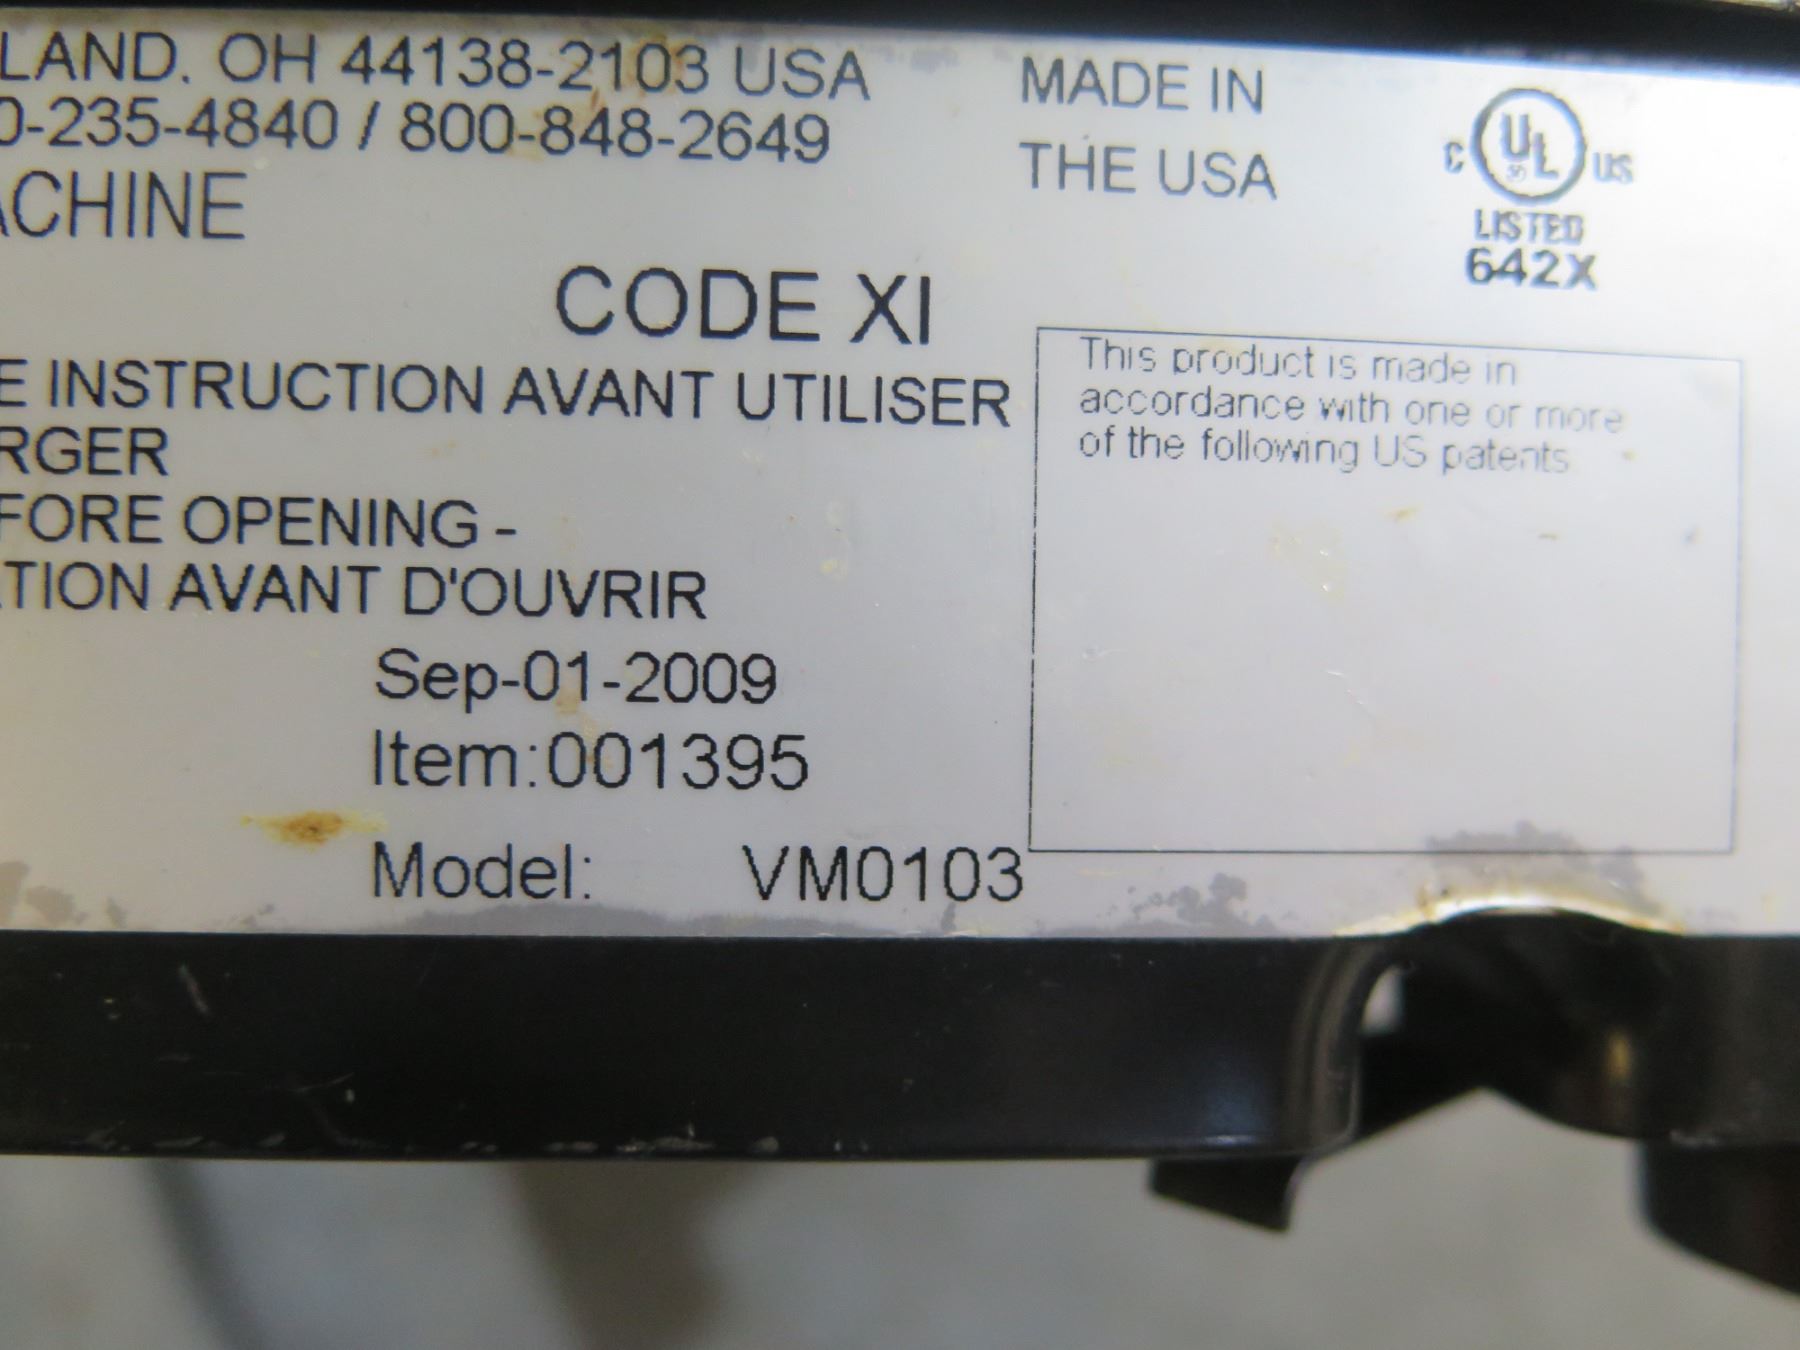 LAND. OH 44138-2103 USA
0-235-4840 / 800-848-2649
ACHINE
MADE IN
THE USA
C UL US
LISTED
642X
CODE XI
E INSTRUCTION AVANT UTILISER
RGER
FORE OPENING -
TION AVANT D'OUVRIR
Sep-01-2009
Item:001395
Model: VM0103
This product is made in
accordance with one or more
of the following US patents